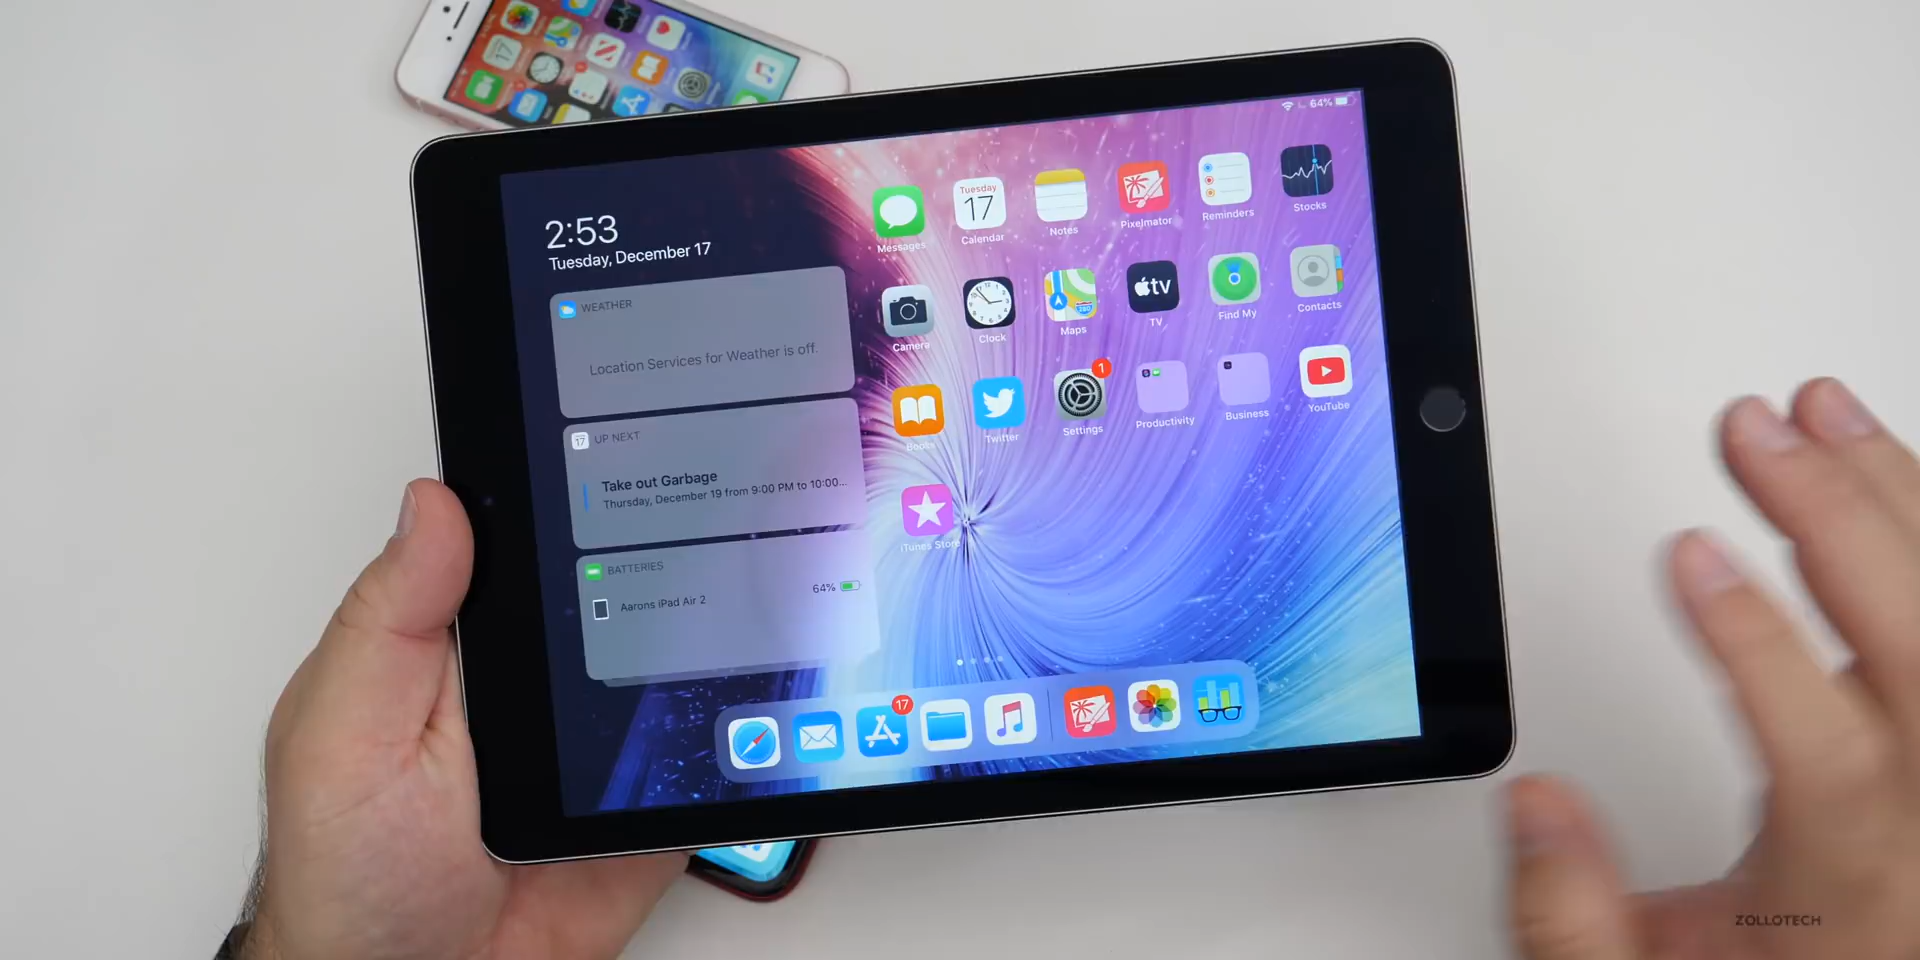 64%
2:53
Tuesday, December 17
WEATHER
Location Services for Weather is off.
17
UP NEXT
Take out Garbage
Thursday, December 19 from 9:00 PM to 10:00...
BATTERIES
Aarons iPad Air 2
64%
Messages
Tuesday
17
Calendar
Notes
Pixelmator
Reminders
Stocks
Camera
Clock
Maps
tv
TV
Find My
Contacts
Books
Twitter
1
Settings
Productivity
Business
YouTube
iTunes Store
17
17
ZOLLOTECH